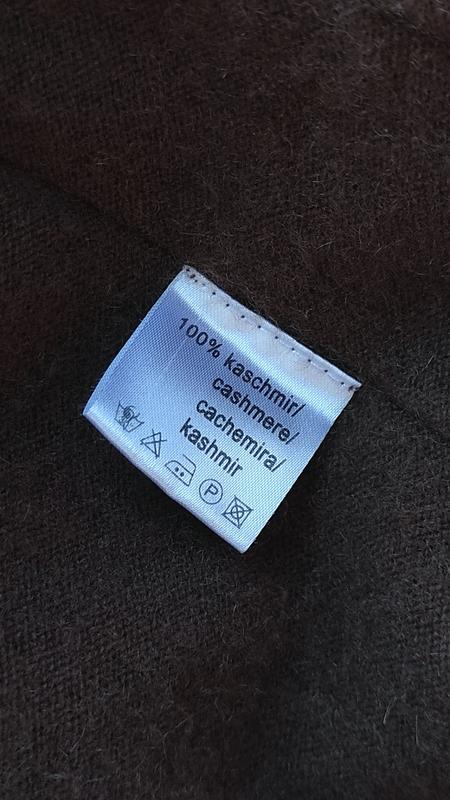 100% kaschmir/
cashmere/
cachemira/
kashmir
P